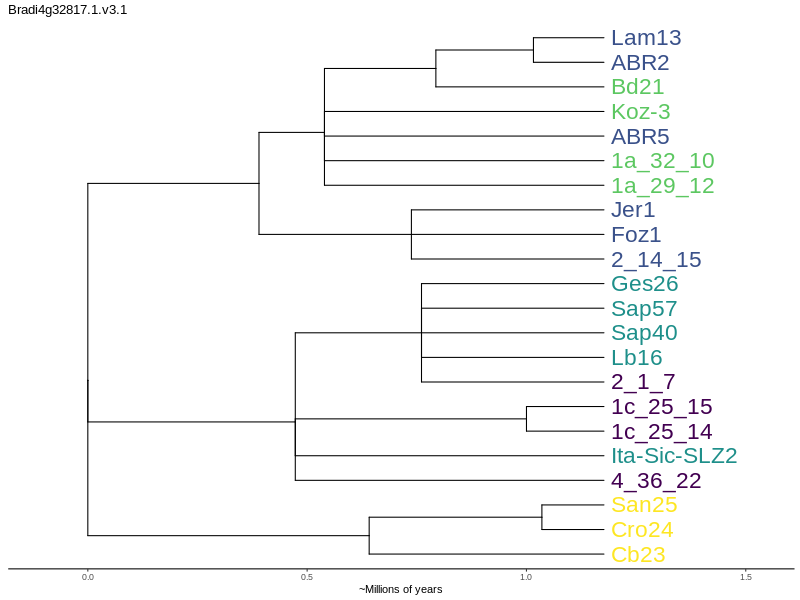 Bradi4g32817.1.v3.1
Lam13
ABR2
Bd21
Koz-3
ABR5
1a_32_10
1a_29_12
Jer1
Foz1
2_14_15
Ges26
Sap57
Sap40
Lb16
2_1_7
1c_25_15
1c_25_14
Ita-Sic-SLZ2
4_36_22
San25
Cro24
Cb23
0.0 0.5 1.0 1.5
~Millions of years